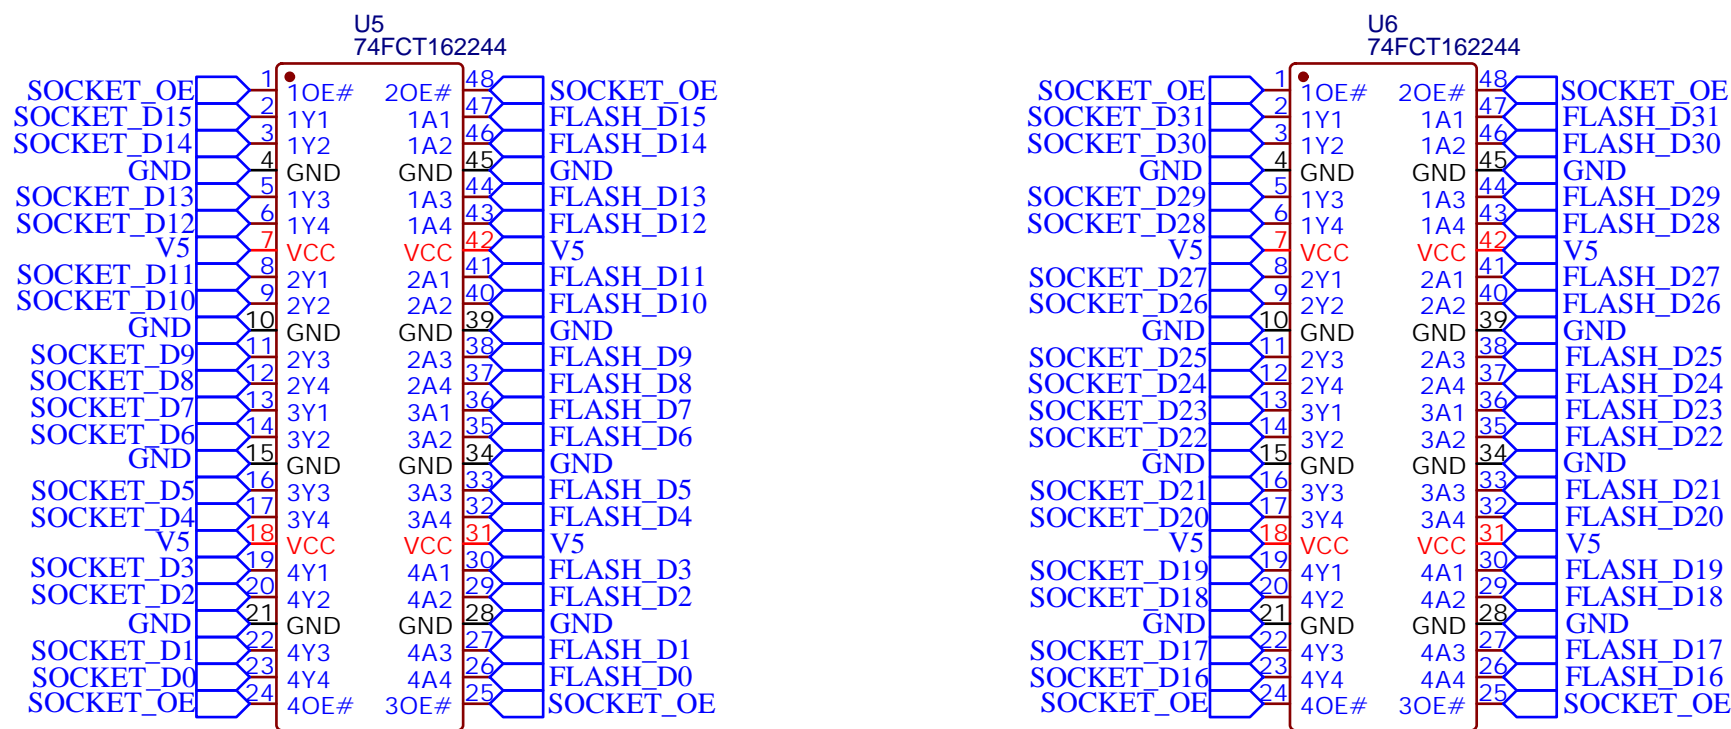 U5
74FCT162244
SOCKET_OE 1 1OE# 2OE# 48 SOCKET_OE
SOCKET_D15 2 1Y1 1A1 47 FLASH_D15
SOCKET_D14 3 1Y2 1A2 46 FLASH_D14
GND 4 GND GND 45 GND
SOCKET_D13 5 1Y3 1A3 44 FLASH_D13
SOCKET_D12 6 1Y4 1A4 43 FLASH_D12
V5 7 VCC VCC 42 V5
SOCKET_D11 8 2Y1 2A1 41 FLASH_D11
SOCKET_D10 9 2Y2 2A2 40 FLASH_D10
GND 10 GND GND 39 GND
SOCKET_D9 11 2Y3 2A3 38 FLASH_D9
SOCKET_D8 12 2Y4 2A4 37 FLASH_D8
SOCKET_D7 13 3Y1 3A1 36 FLASH_D7
SOCKET_D6 14 3Y2 3A2 35 FLASH_D6
GND 15 GND GND 34 GND
SOCKET_D5 16 3Y3 3A3 33 FLASH_D5
SOCKET_D4 17 3Y4 3A4 32 FLASH_D4
V5 18 VCC VCC 31 V5
SOCKET_D3 19 4Y1 4A1 30 FLASH_D3
SOCKET_D2 20 4Y2 4A2 29 FLASH_D2
GND 21 GND GND 28 GND
SOCKET_D1 22 4Y3 4A3 27 FLASH_D1
SOCKET_D0 23 4Y4 4A4 26 FLASH_D0
SOCKET_OE 24 4OE# 3OE# 25 SOCKET_OE
U6
74FCT162244
SOCKET_OE 1 1OE# 2OE# 48 SOCKET_OE
SOCKET_D31 2 1Y1 1A1 47 FLASH_D31
SOCKET_D30 3 1Y2 1A2 46 FLASH_D30
GND 4 GND GND 45 GND
SOCKET_D29 5 1Y3 1A3 44 FLASH_D29
SOCKET_D28 6 1Y4 1A4 43 FLASH_D28
V5 7 VCC VCC 42 V5
SOCKET_D27 8 2Y1 2A1 41 FLASH_D27
SOCKET_D26 9 2Y2 2A2 40 FLASH_D26
GND 10 GND GND 39 GND
SOCKET_D25 11 2Y3 2A3 38 FLASH_D25
SOCKET_D24 12 2Y4 2A4 37 FLASH_D24
SOCKET_D23 13 3Y1 3A1 36 FLASH_D23
SOCKET_D22 14 3Y2 3A2 35 FLASH_D22
GND 15 GND GND 34 GND
SOCKET_D21 16 3Y3 3A3 33 FLASH_D21
SOCKET_D20 17 3Y4 3A4 32 FLASH_D20
V5 18 VCC VCC 31 V5
SOCKET_D19 19 4Y1 4A1 30 FLASH_D19
SOCKET_D18 20 4Y2 4A2 29 FLASH_D18
GND 21 GND GND 28 GND
SOCKET_D17 22 4Y3 4A3 27 FLASH_D17
SOCKET_D16 23 4Y4 4A4 26 FLASH_D16
SOCKET_OE 24 4OE# 3OE# 25 SOCKET_OE